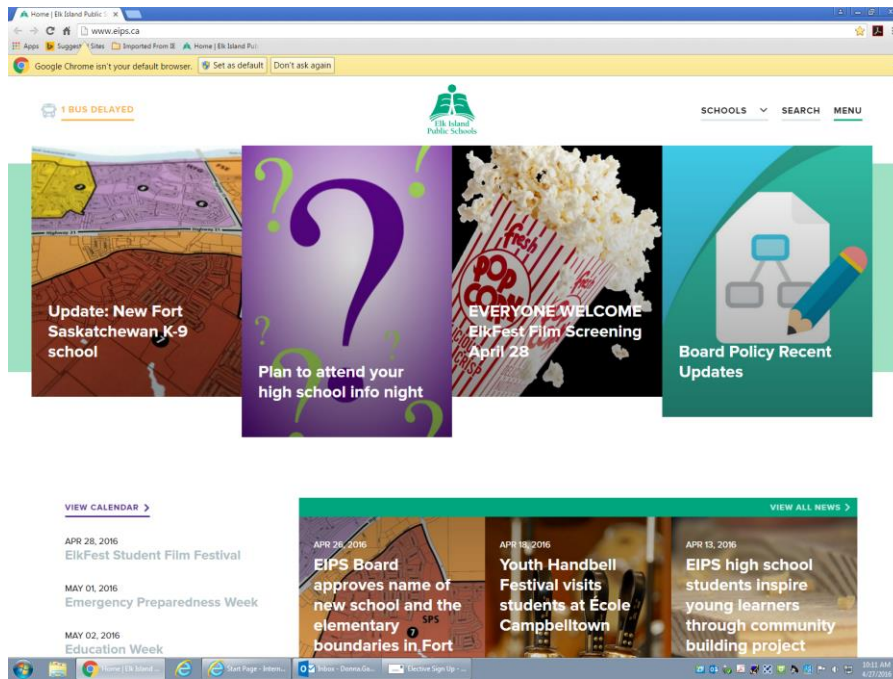 Home | Elk Island Public S
www.eips.ca
Apps
Imported From IE
Home | Elk Island Pub
Google Chrome isn't your default browser.
Set as default
Don't ask again
1 BUS DELAYED
Elk Island
Public Schools
SCHOOLS
SEARCH
MENU
Update: New Fort
Saskatchewan K-9
school
Plan to attend your
high school info night
fresh
POP
CORN
EVERYONE WELCOME
ElkFest Film Screening
April 28
Board Policy Recent
Updates
VIEW CALENDAR
APR 28, 2016
ElkFest Student Film Festival
MAY 01, 2016
Emergency Preparedness Week
MAY 02, 2016
Education Week
VIEW ALL NEWS
APR 26, 2016
EIPS Board
approves name of
new school and the
elementary
boundaries in Fort
SPS
APR 18, 2016
Youth Handbell
Festival visits
students at École
Campbelltown
APR 13, 2016
EIPS high school
students inspire
young learners
through community
building project
Home | Elk Island ...
Start Page - Intern...
Inbox - Donna.Ga...
Elective Sign Up - ...
10:11 AM
4/27/2016